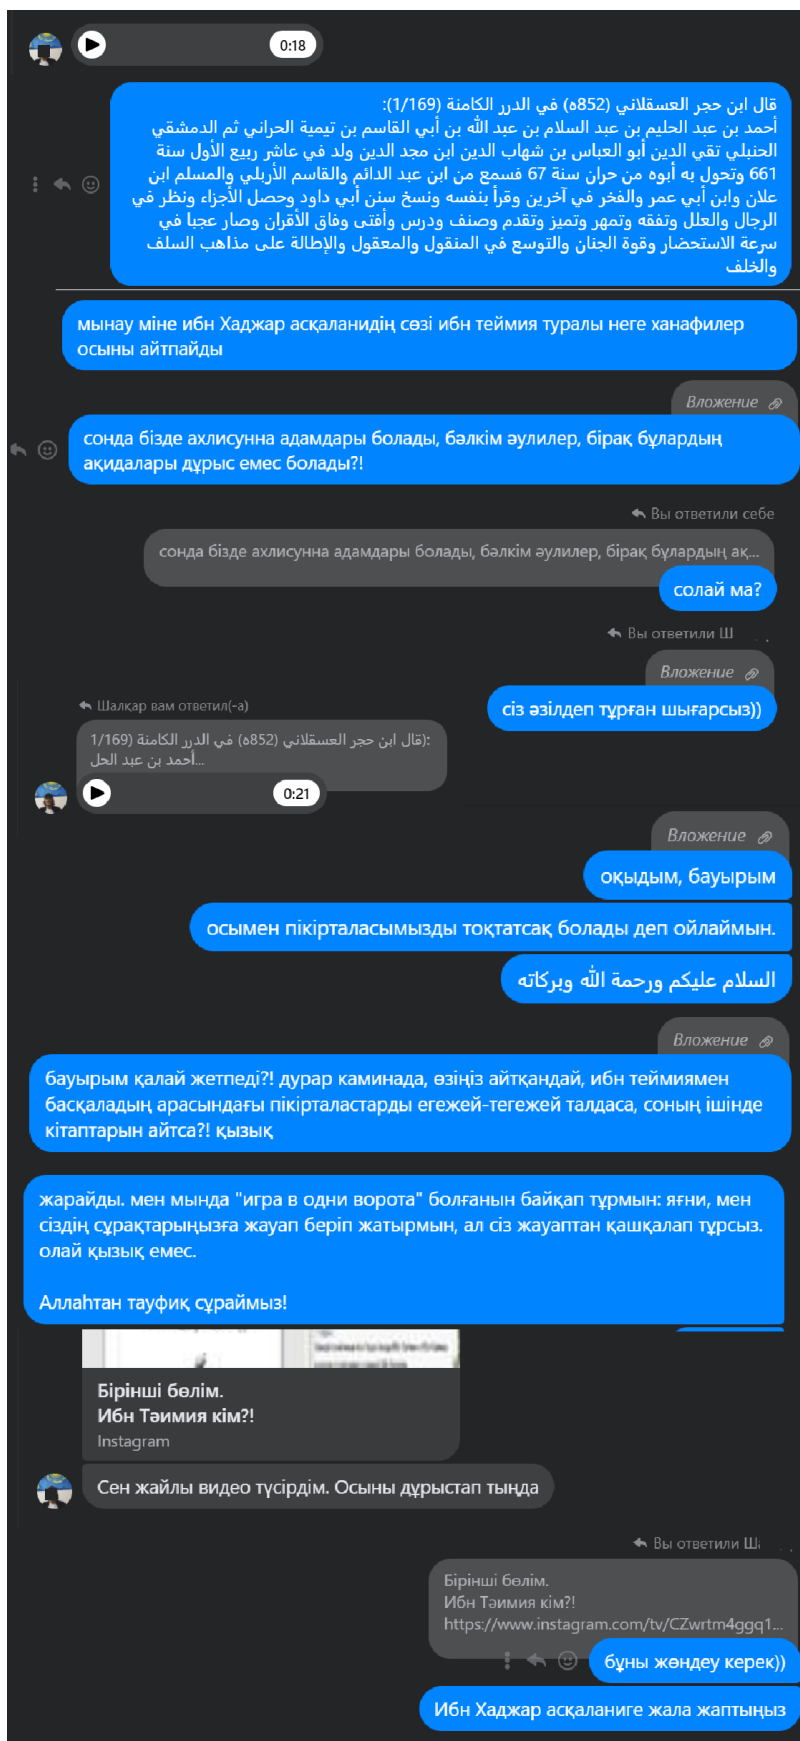 0:18
قال ابن حجر العسقلاني (852ه) في الدرر الكامنة (1/169):
أحمد بن عبد الحليم بن عبد السلام بن عبد الله بن أبي القاسم بن تيمية الحراني ثم الدمشقي
الحنبلي تقي الدين أبو العباس بن شهاب الدين ابن مجد الدين ولد في عاشر ربيع الأول سنة
661 وتحول به أبوه من حران سنة 67 فسمع من ابن عبد الدائم والقاسم الأربلي والمسلم ابن
علان وابن أبي عمر والفخر في آخرين وقرأ بنفسه ونسخ سنن أبي داود وحصل الأجزاء ونظر في
الرجال والعلل وتفقه وتمهر وتميز وتقدم وصنف ودرس وأفتى وفاق الأقران وصار عجبا في
سرعة الاستحضار وقوة الجنان والتوسع في المنقول والمعقول والإطالة على مذاهب السلف
والخلف
мынау міне ибн Хаджар асқаланидің сөзі ибн теймия туралы неге ханафилер
осыны айтпайды
Вложение
сонда бізде ахлисунна адамдары болады, бәлкім әулилер, бірақ бұлардың
ақидалары дұрыс емес болады?!
Вы ответили себе
сонда бізде ахлисунна адамдары болады, бәлкім әулилер, бірақ бұлардың ақ...
солай ма?
Вы ответили Ш
Вложение
сіз әзілдеп тұрған шығарсыз))
Шалқар вам ответил(-а)
قال ابن حجر العسقلاني (852ه) في الدرر الكامنة (1/169):
أحمد بن عبد الحل...
0:21
Вложение
оқыдым, бауырым
осымен пікірталасымызды тоқтатсақ болады деп ойлаймын.
السلام عليكم ورحمة الله وبركاته
Вложение
бауырым қалай жетпеді?! дурар каминада, өзіңіз айтқандай, ибн теймиямен
басқаладың арасындағы пікірталастарды егежей-тегежей талдаса, соның ішінде
кітаптарын айтса?! қызық
жарайды. мен мында "игра в одни ворота" болғанын байқап тұрмын: яғни, мен
сіздің сұрақтарыңызға жауап беріп жатырмын, ал сіз жауаптан қашқалап тұрсыз.
олай қызық емес.
Аллаһтан тауфиқ сұраймыз!
Бірінші бөлім.
Ибн Тәимия кім?!
Instagram
Сен жайлы видео түсірдім. Осыны дұрыстап тыңда
Вы ответили Ш
Бірінші бөлім.
Ибн Тәимия кім?!
https://www.instagram.com/tv/CZwrtm4ggq1...
бұны жөндеу керек))
Ибн Хаджар асқаланиге жала жаптыңыз